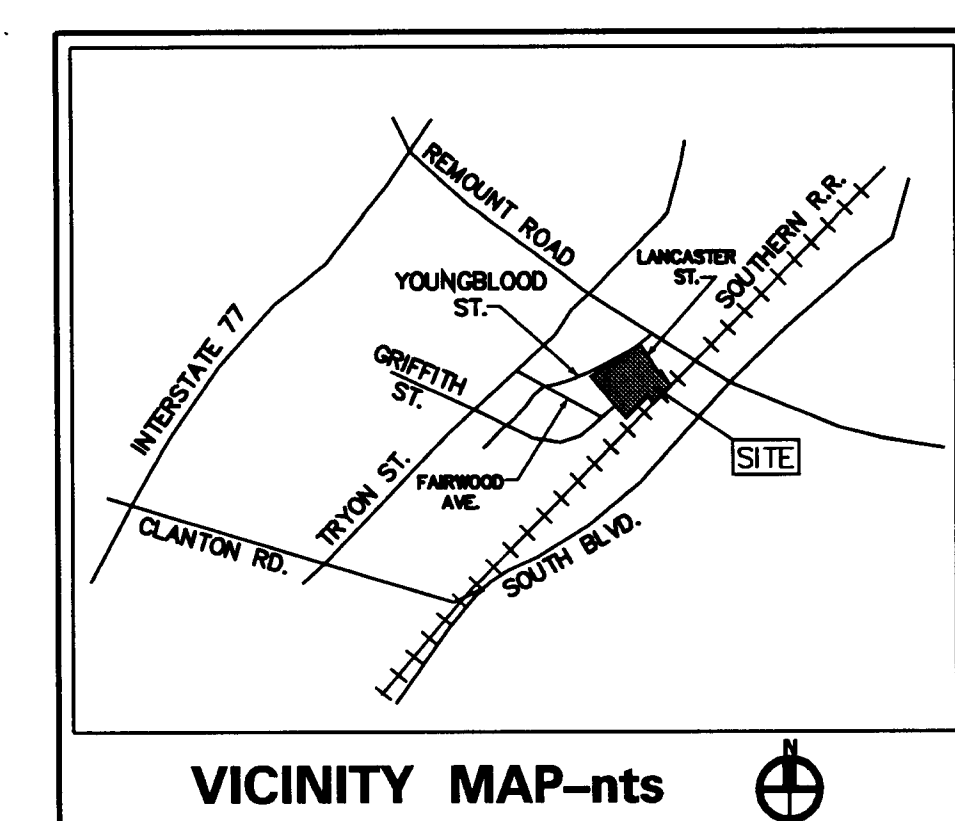 REMOUNT ROAD
SOUTHERN R.R.
LANCASTER
ST.
YOUNGBLOOD
ST.
INTERSTATE 77
GRIFFITH
ST.
SITE
FAIRWOOD
AVE.
TRYON ST.
CLANTON RD.
SOUTH BLVD.
VICINITY MAP–nts
N